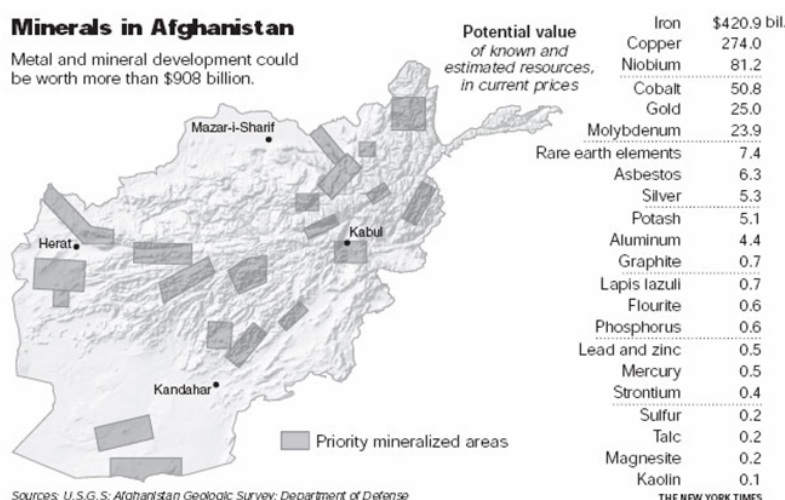 Minerals in Afghanistan
Metal and mineral development could
be worth more than $908 billion.
Potential value
of known and
estimated resources,
in current prices
Iron $420.9 bil.
Copper 274.0
Niobium 81.2
Cobalt 50.8
Gold 25.0
Molybdenum 23.9
Rare earth elements 7.4
Asbestos 6.3
Silver 5.3
Potash 5.1
Aluminum 4.4
Graphite 0.7
Lapis lazuli 0.7
Flourite 0.6
Phosphorus 0.6
Lead and zinc 0.5
Mercury 0.5
Strontium 0.4
Sulfur 0.2
Talc 0.2
Magnesite 0.2
Kaolin 0.1
Mazar-i-Sharif
Kabul
Herat
Kandahar
Priority mineralized areas
Sources: U.S.G.S; Afghanistan Geologic Survey; Department of Defense
THE NEW YORK TIMES